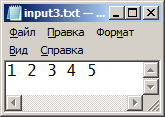 input3.txt — ...
Файл Правка Формат
Вид Справка
1 2 3 4 5